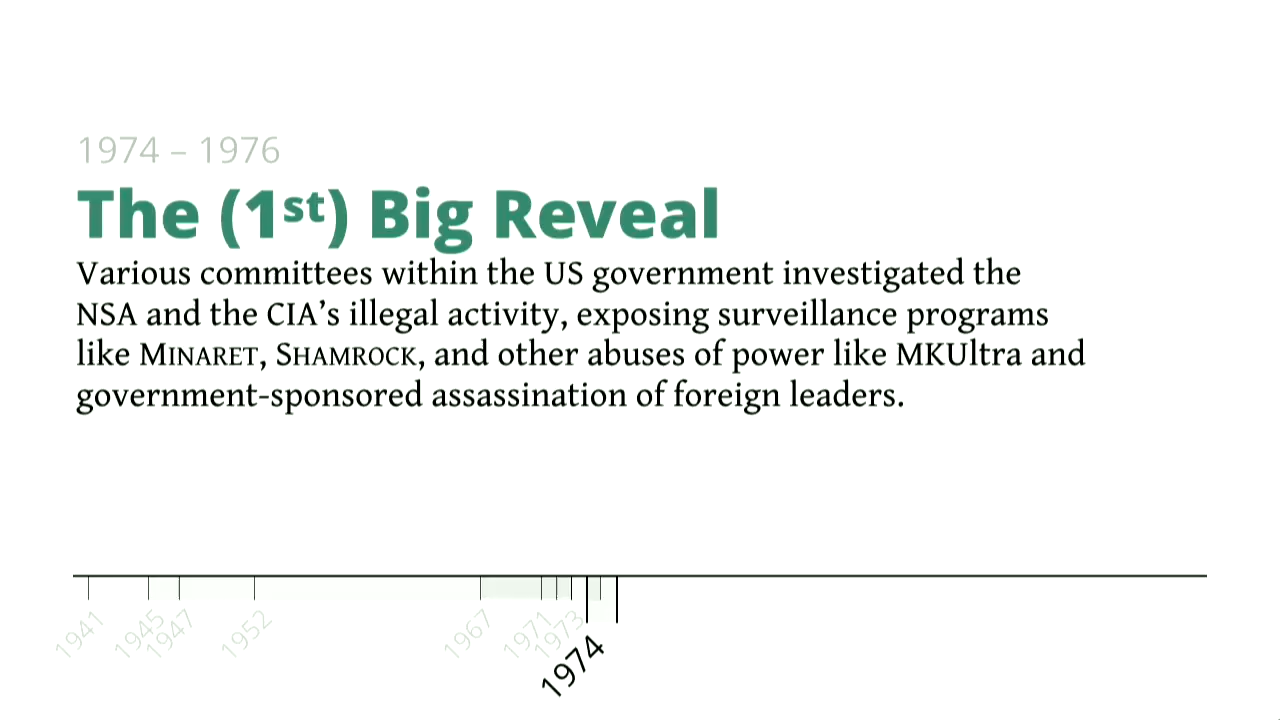 1974 – 1976
The (1st) Big Reveal
Various committees within the US government investigated the
NSA and the CIA’s illegal activity, exposing surveillance programs
like MINARET, SHAMROCK, and other abuses of power like MKUltra and
government-sponsored assassination of foreign leaders.
1941 1945 1947 1952 1967 1971 1973 1974